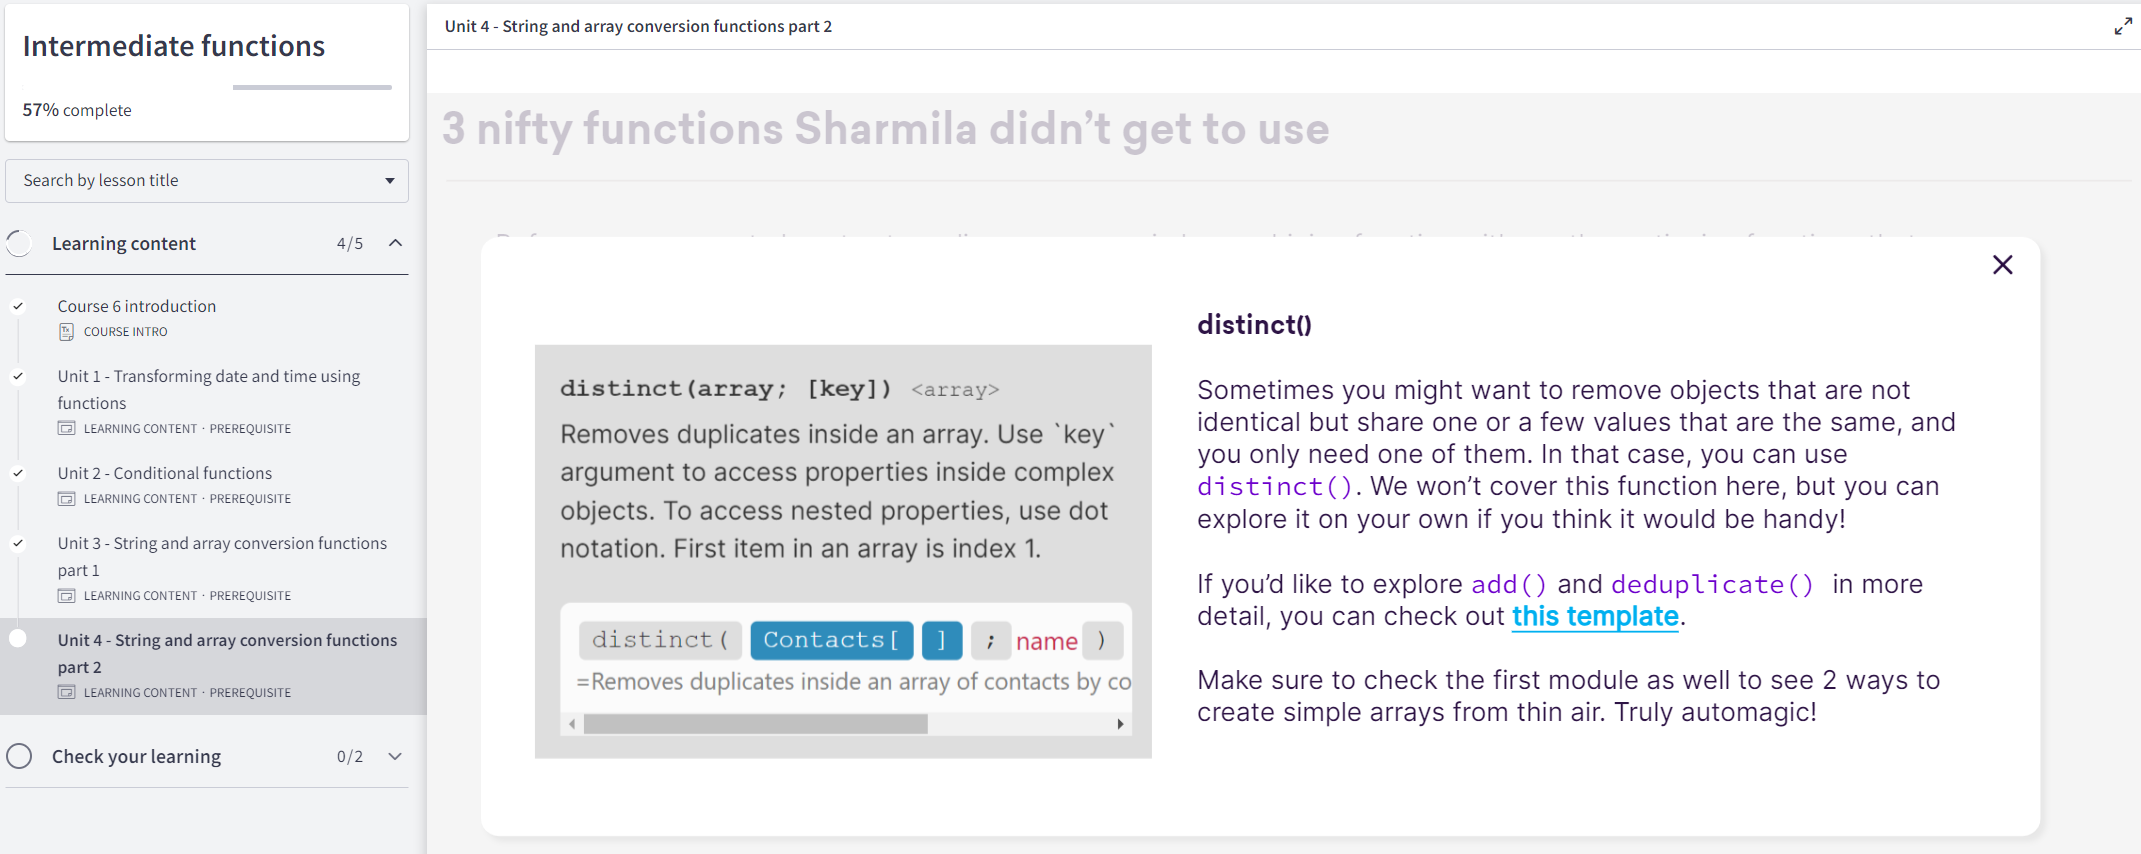 Intermediate functions
57% complete
Search by lesson title
Learning content 4/5
Course 6 introduction
COURSE INTRO
Unit 1 - Transforming date and time using
functions
LEARNING CONTENT · PREREQUISITE
Unit 2 - Conditional functions
LEARNING CONTENT · PREREQUISITE
Unit 3 - String and array conversion functions
part 1
LEARNING CONTENT · PREREQUISITE
Unit 4 - String and array conversion functions
part 2
LEARNING CONTENT · PREREQUISITE
Check your learning 0/2
Unit 4 - String and array conversion functions part 2
3 nifty functions Sharmila didn’t get to use
distinct(array; [key]) <array>
Removes duplicates inside an array. Use `key`
argument to access properties inside complex
objects. To access nested properties, use dot
notation. First item in an array is index 1.
distinct( Contacts[ ] ; name )
=Removes duplicates inside an array of contacts by co
distinct()
Sometimes you might want to remove objects that are not
identical but share one or a few values that are the same, and
you only need one of them. In that case, you can use
distinct(). We won’t cover this function here, but you can
explore it on your own if you think it would be handy!
If you’d like to explore add() and deduplicate() in more
detail, you can check out this template.
Make sure to check the first module as well to see 2 ways to
create simple arrays from thin air. Truly automagic!